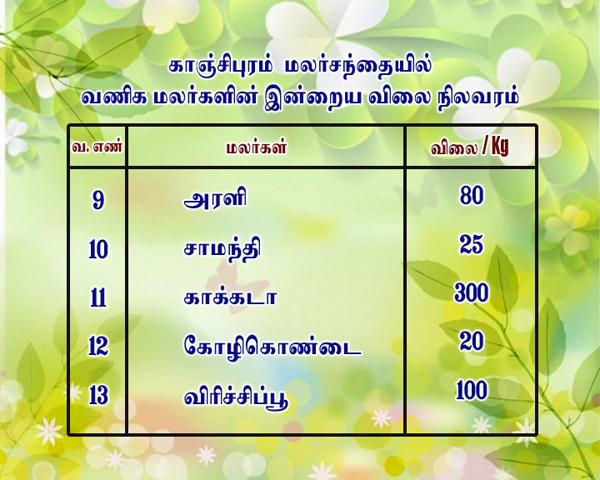 காஞ்சிபுரம் மலர்சந்தையில்
வணிக மலர்களின் இன்றைய விலை நிலவரம்
வ. எண் மலர்கள் விலை / Kg
9 அரளி 80
10 சாமந்தி 25
11 காக்கடா 300
12 கோழிகொண்டை 20
13 விரிச்சிப்பூ 100